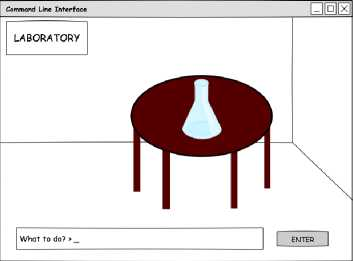 Command Line Interface
LABORATORY
What to do? >_
ENTER